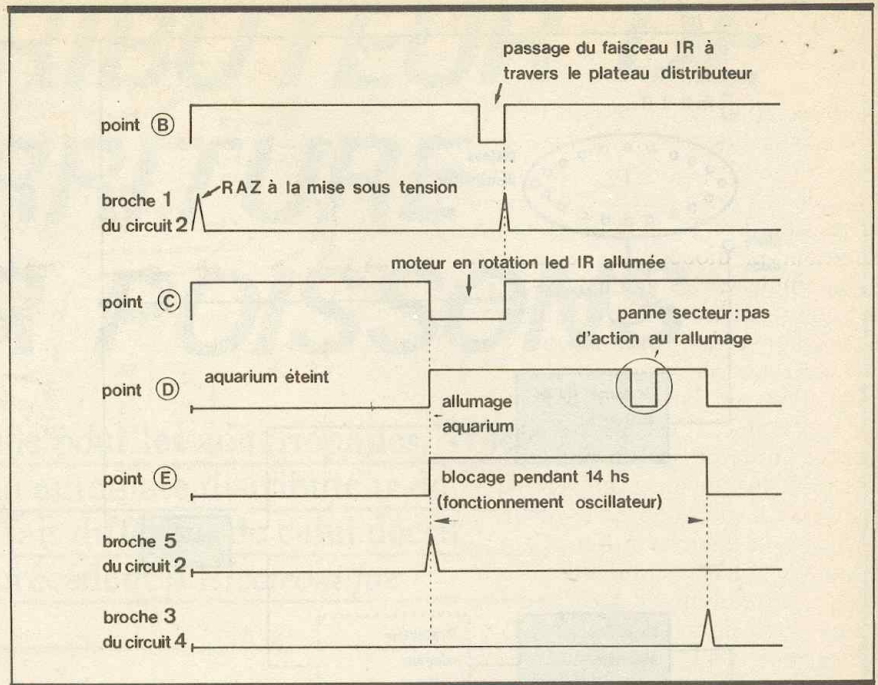 passage du faisceau IR à
travers le plateau distributeur
point B
broche 1
du circuit 2
RAZ à la mise sous tension
moteur en rotation led IR allumée
point C
panne secteur : pas
d'action au rallumage
point D
aquarium éteint
allumage
aquarium
point E
blocage pendant 14 hs
(fonctionnement oscillateur)
broche 5
du circuit 2
broche 3
du circuit 4